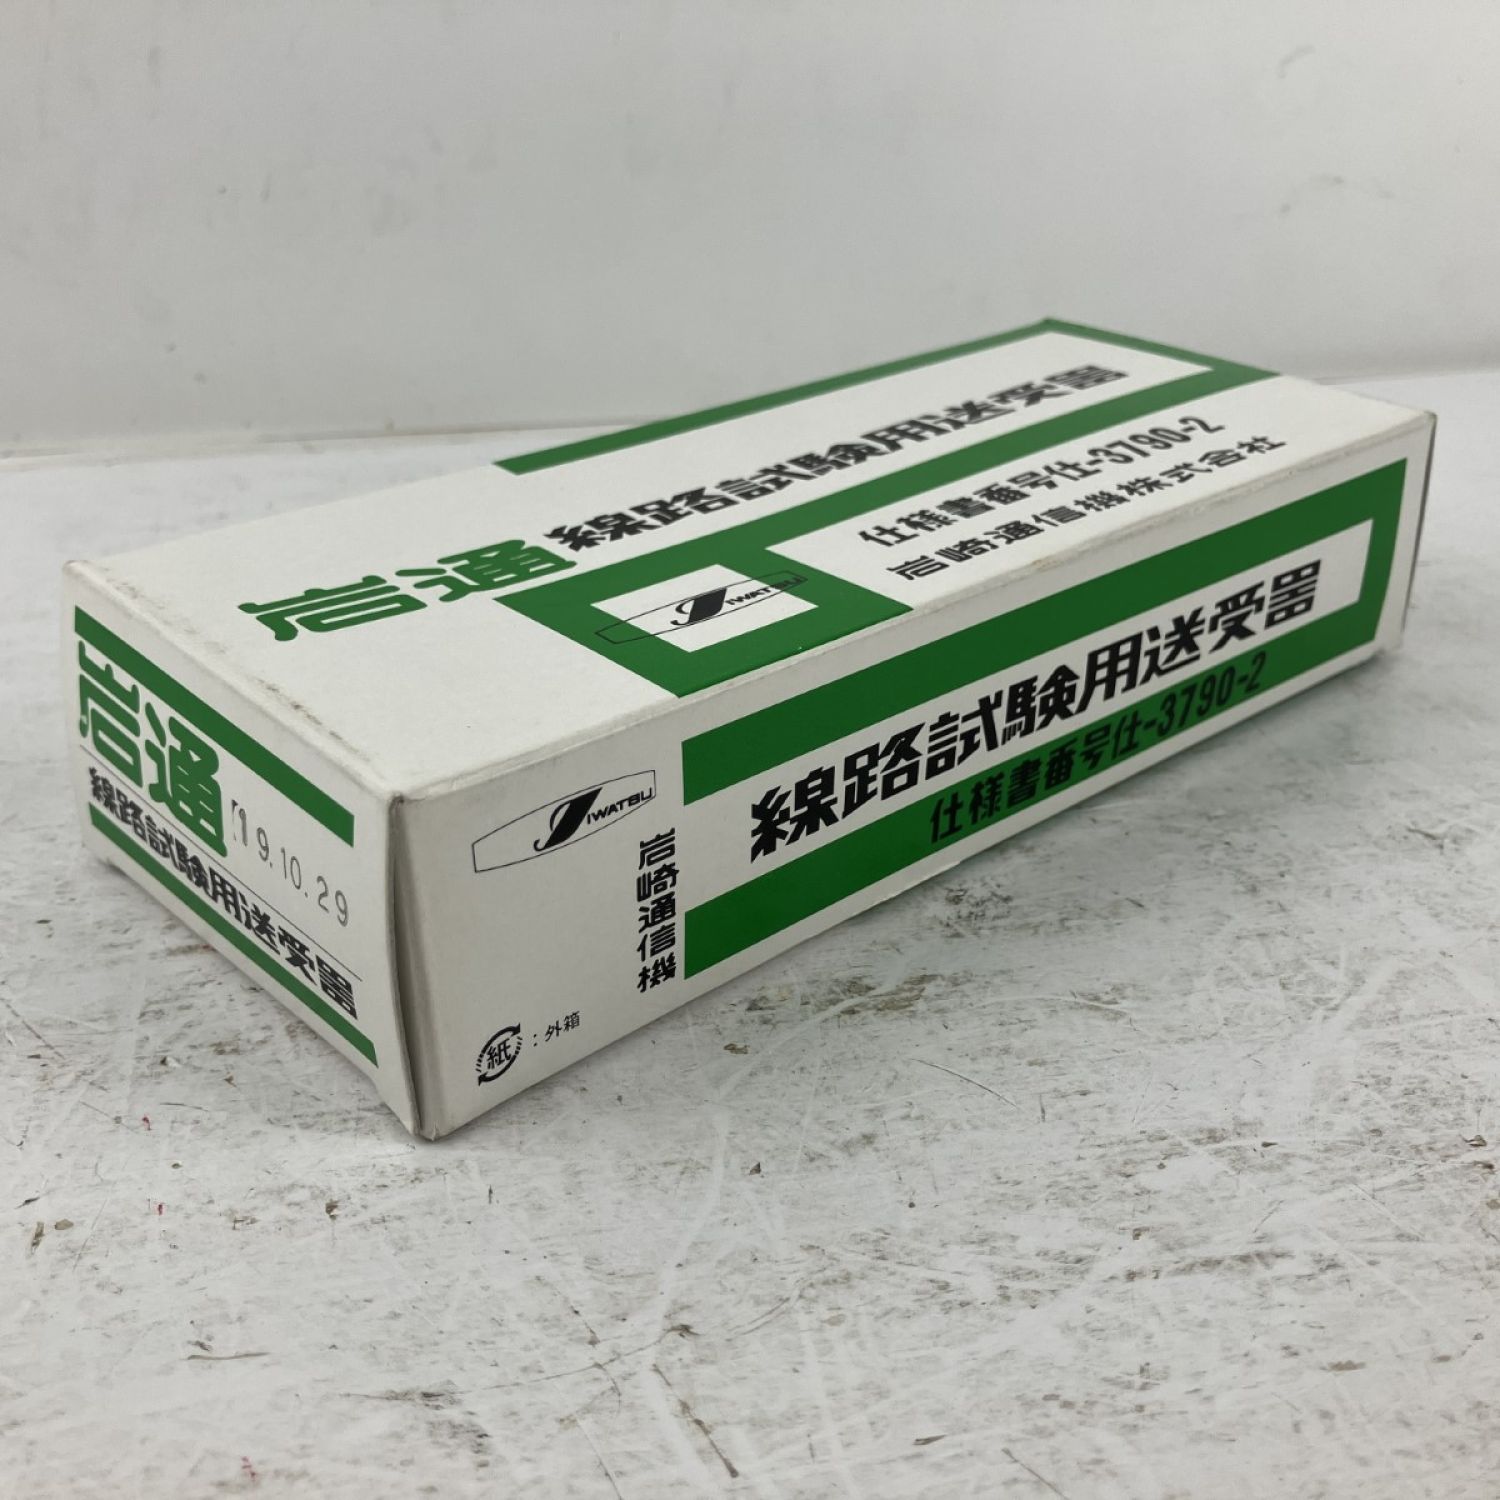 岩通
線路試験用送受器
IWATSU
仕様書番号仕-3790-2
岩崎通信機株式会社
岩通
'19.10.29
線路試験用送受器
IWATSU
岩崎通信機
紙:外箱
線路試験用送受器
仕様書番号仕-3790-2